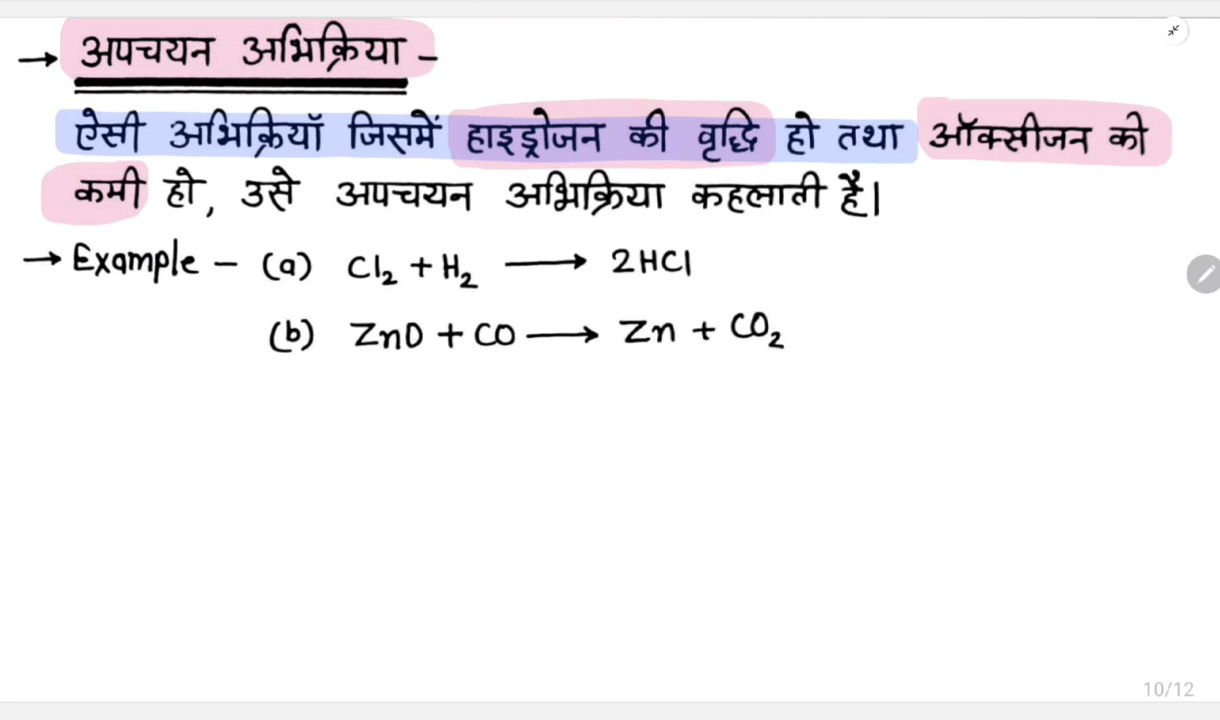 → अपचयन अभिक्रिया -
ऐसी अभिक्रियाँ जिसमें हाइड्रोजन की वृद्धि हो तथा ऑक्सीजन को
कमी हो, उसे अपचयन अभिक्रिया कहलाती है।
→ Example - (a) Cl₂ + H₂ ⟶ 2HCl
(b) ZnO + CO ⟶ Zn + CO₂
10/12